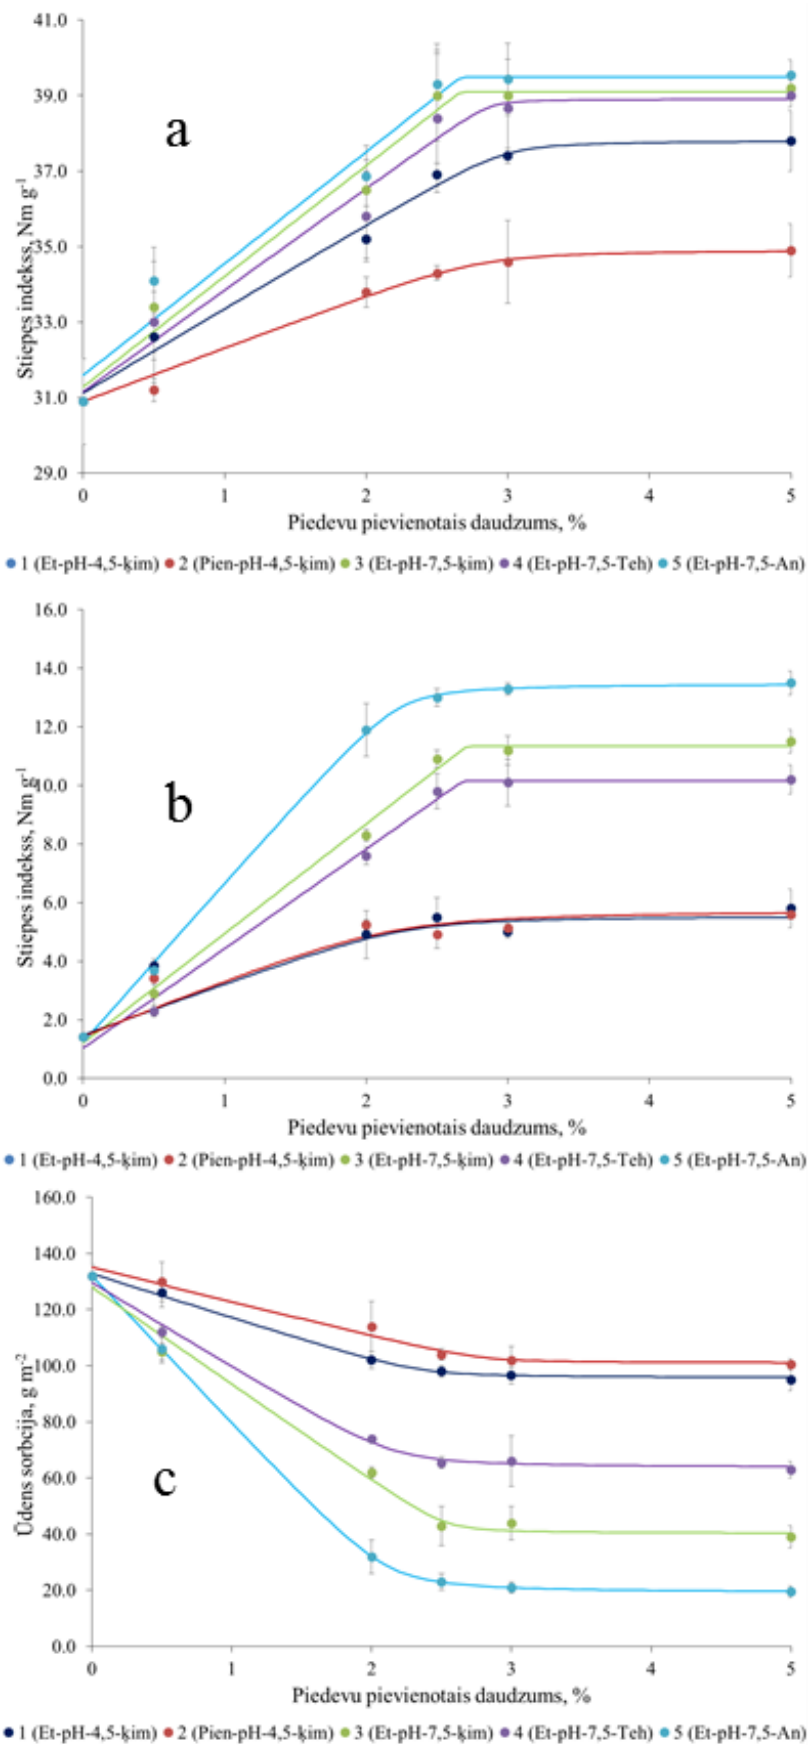 41.0
39.0
37.0
35.0
33.0
31.0
29.0
Stiepes indekss, Nm g-1
a
0 1 2 3 4 5
Piedevu pievienotais daudzums, %
1 (Et-pH-4,5-ķim) 2 (Pien-pH-4,5-ķim) 3 (Et-pH-7,5-ķim) 4 (Et-pH-7,5-Teh) 5 (Et-pH-7,5-An)
16.0
14.0
12.0
10.0
8.0
6.0
4.0
2.0
0.0
Stiepes indekss, Nm g-1
b
0 1 2 3 4 5
Piedevu pievienotais daudzums, %
1 (Et-pH-4,5-ķim) 2 (Pien-pH-4,5-ķim) 3 (Et-pH-7,5-ķim) 4 (Et-pH-7,5-Teh) 5 (Et-pH-7,5-An)
160.0
140.0
120.0
100.0
80.0
60.0
40.0
20.0
0.0
Ūdens sorbcija, g m-2
c
0 1 2 3 4 5
Piedevu pievienotais daudzums, %
1 (Et-pH-4,5-ķim) 2 (Pien-pH-4,5-ķim) 3 (Et-pH-7,5-ķim) 4 (Et-pH-7,5-Teh) 5 (Et-pH-7,5-An)